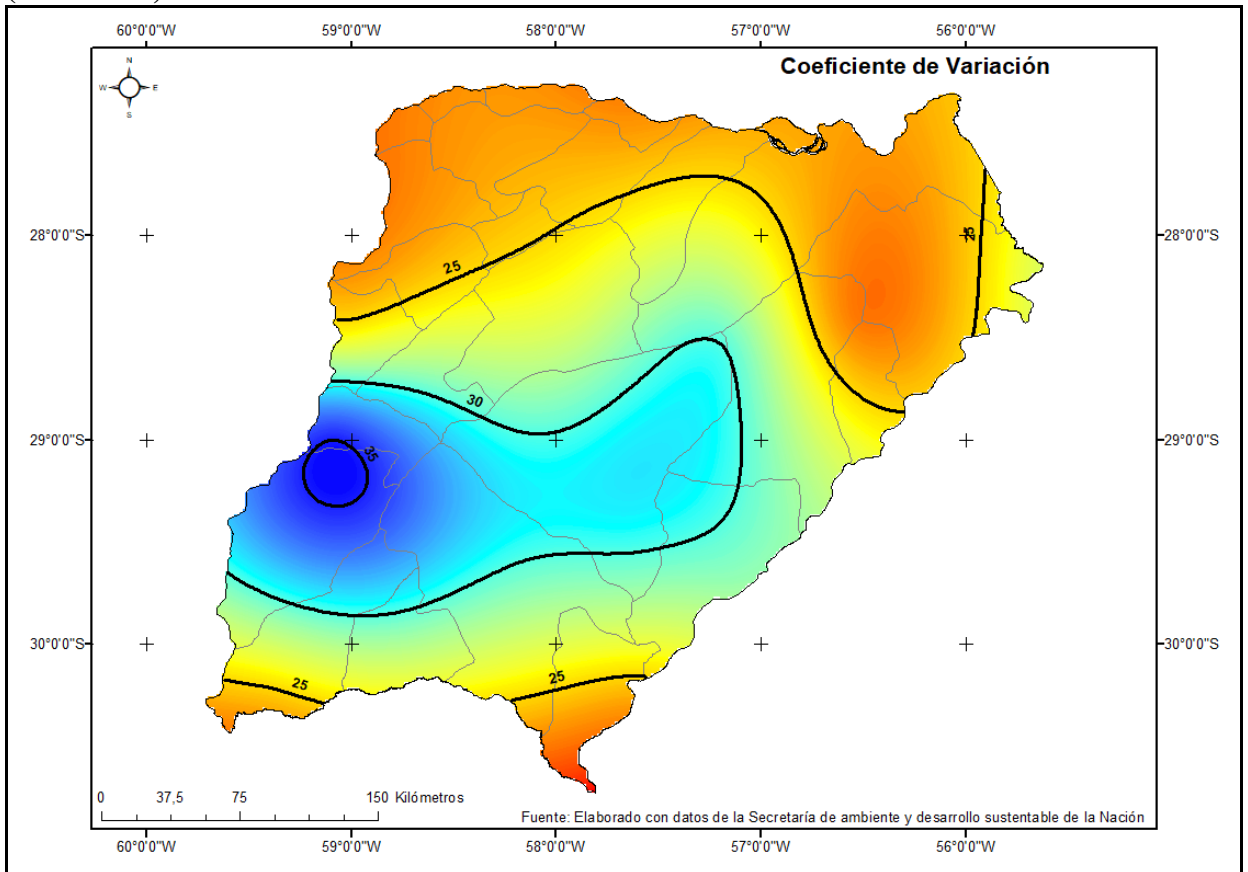 60°0'0"W 59°0'0"W 58°0'0"W 57°0'0"W 56°0'0"W
Coeficiente de Variación
N
W E
S
28°0'0"S 28°0'0"S
29°0'0"S 29°0'0"S
30°0'0"S 30°0'0"S
25
25
30
35
25
25
0 37,5 75 150 Kilómetros
Fuente: Elaborado con datos de la Secretaría de ambiente y desarrollo sustentable de la Nación
60°0'0"W 59°0'0"W 58°0'0"W 57°0'0"W 56°0'0"W